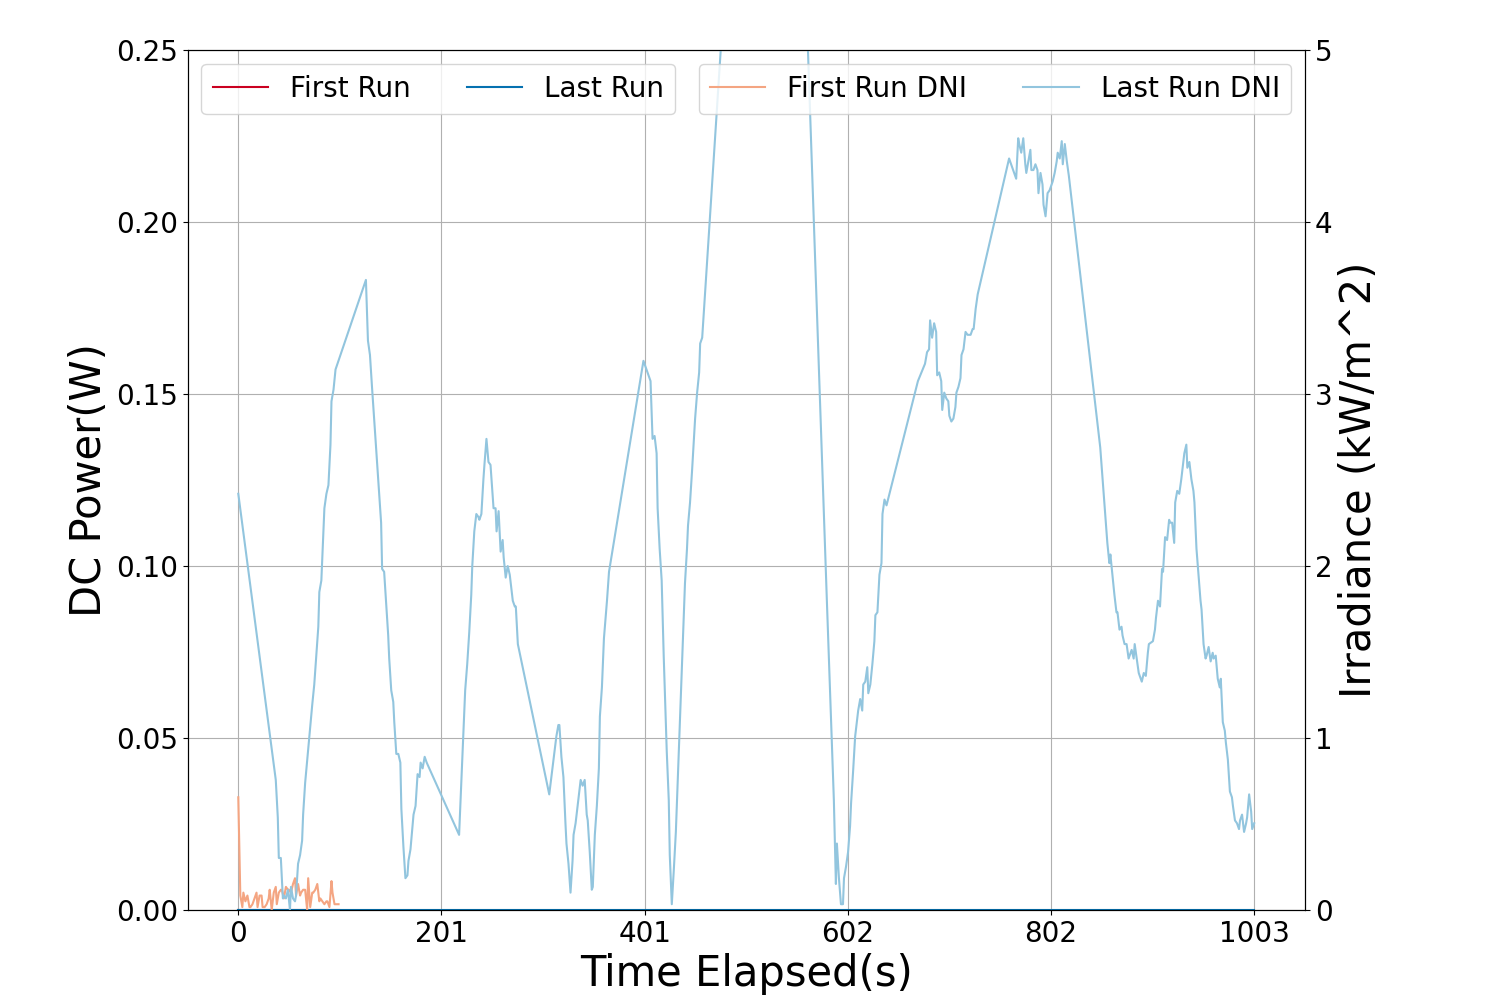 First Run
Last Run
First Run DNI
Last Run DNI
DC Power(W)
0.25
0.20
0.15
0.10
0.05
0.00
5
4
3
2
1
0
Irradiance (kW/m^2)
0 201 401 602 802 1003
Time Elapsed(s)